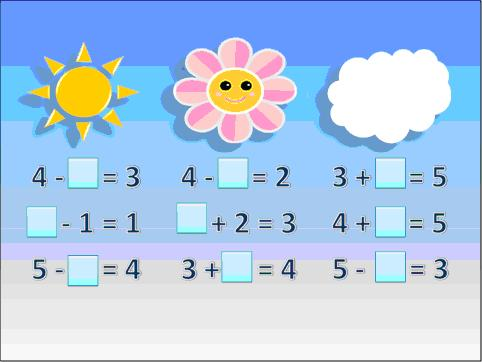 4 - □ = 3 4 - □ = 2 3 + □ = 5
□ - 1 = 1 □ + 2 = 3 4 + □ = 5
5 - □ = 4 3 + □ = 4 5 - □ = 3